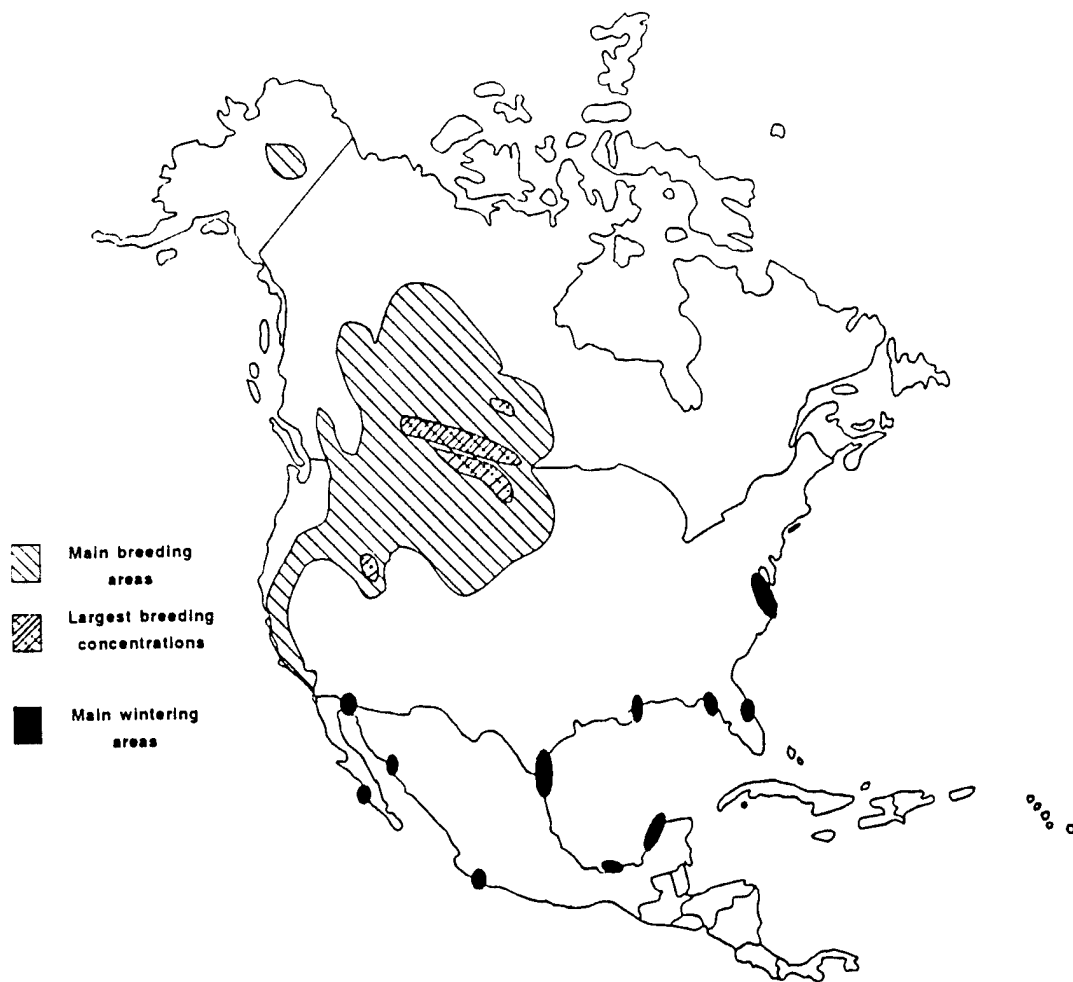 Main breeding
areas
Largest breeding
concentrations
Main wintering
areas